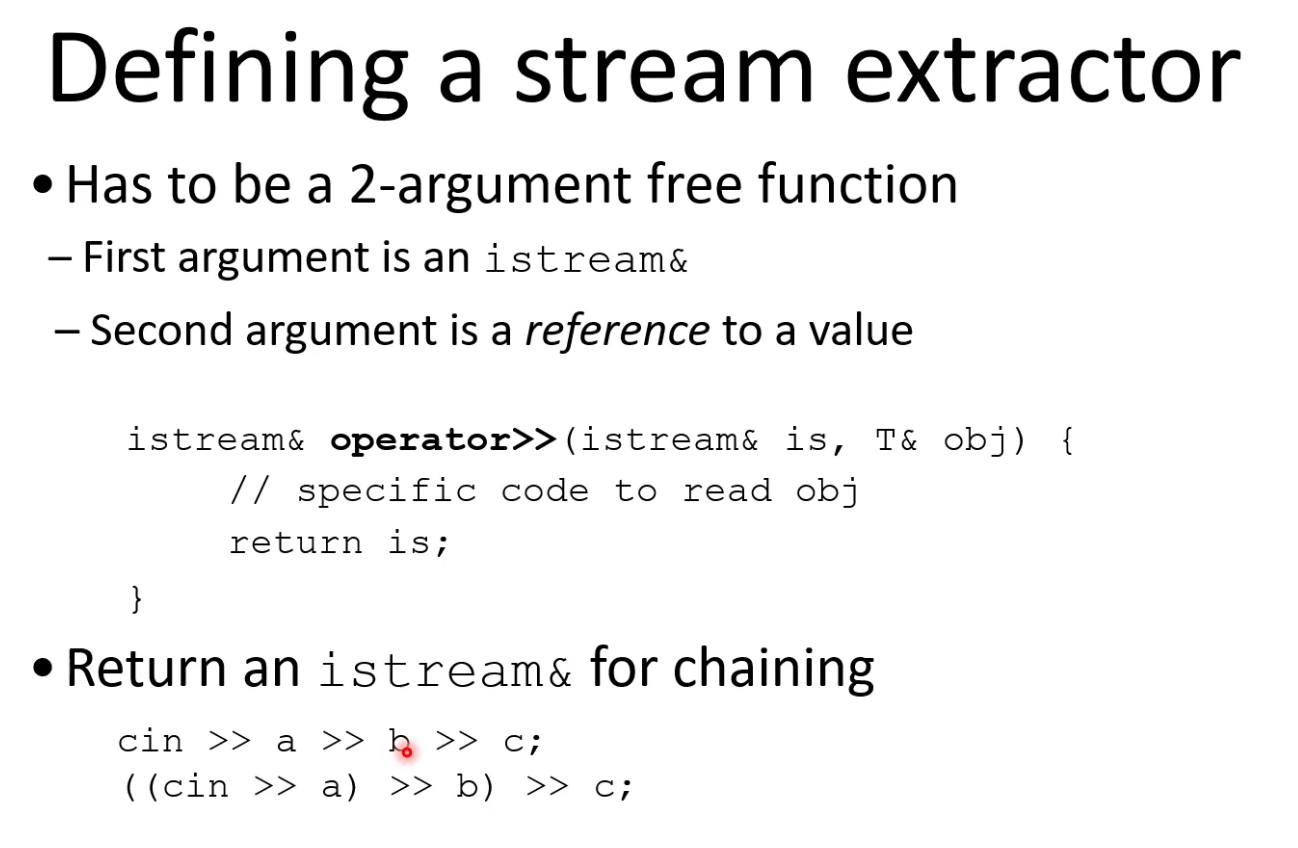 Defining a stream extractor
• Has to be a 2-argument free function
– First argument is an istream&
– Second argument is a reference to a value
istream& operator>>(istream& is, T& obj) {
// specific code to read obj
return is;
}
• Return an istream& for chaining
cin >> a >> b >> c;
((cin >> a) >> b) >> c;